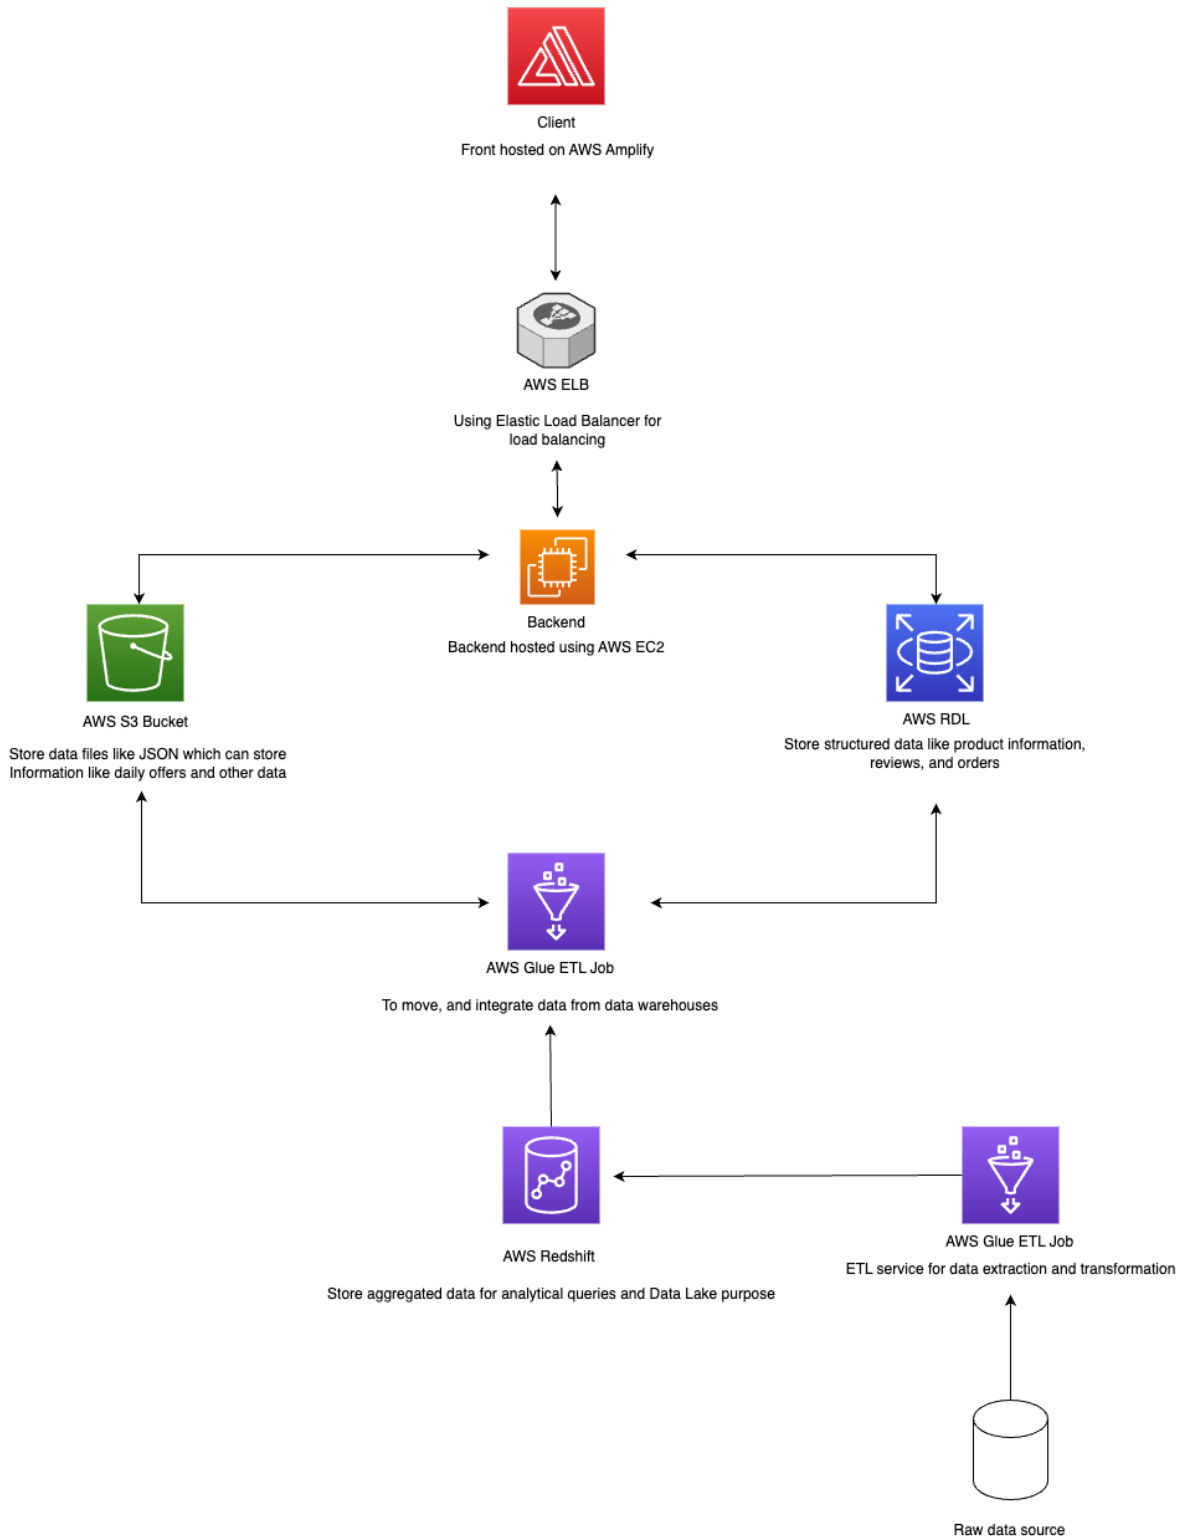 Client
Front hosted on AWS Amplify
AWS ELB
Using Elastic Load Balancer for
load balancing
Backend
Backend hosted using AWS EC2
AWS S3 Bucket
Store data files like JSON which can store
Information like daily offers and other data
AWS RDL
Store structured data like product information,
reviews, and orders
AWS Glue ETL Job
To move, and integrate data from data warehouses
AWS Redshift
Store aggregated data for analytical queries and Data Lake purpose
AWS Glue ETL Job
ETL service for data extraction and transformation
Raw data source